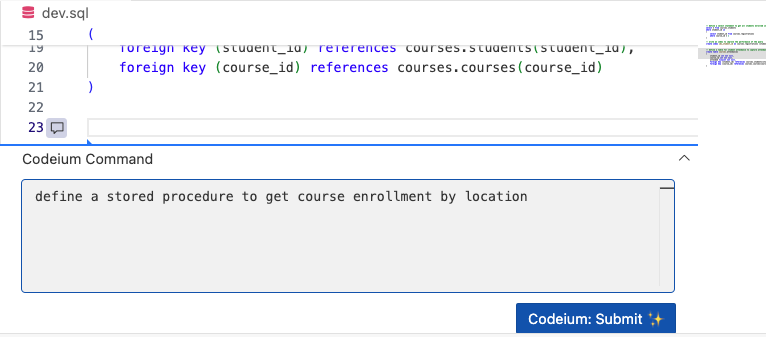 dev.sql
15 (
19 foreign key (student_id) references courses.students(student_id),
20 foreign key (course_id) references courses.courses(course_id)
21 )
22
23
Codeium Command
define a stored procedure to get course enrollment by location
Codeium: Submit ✨